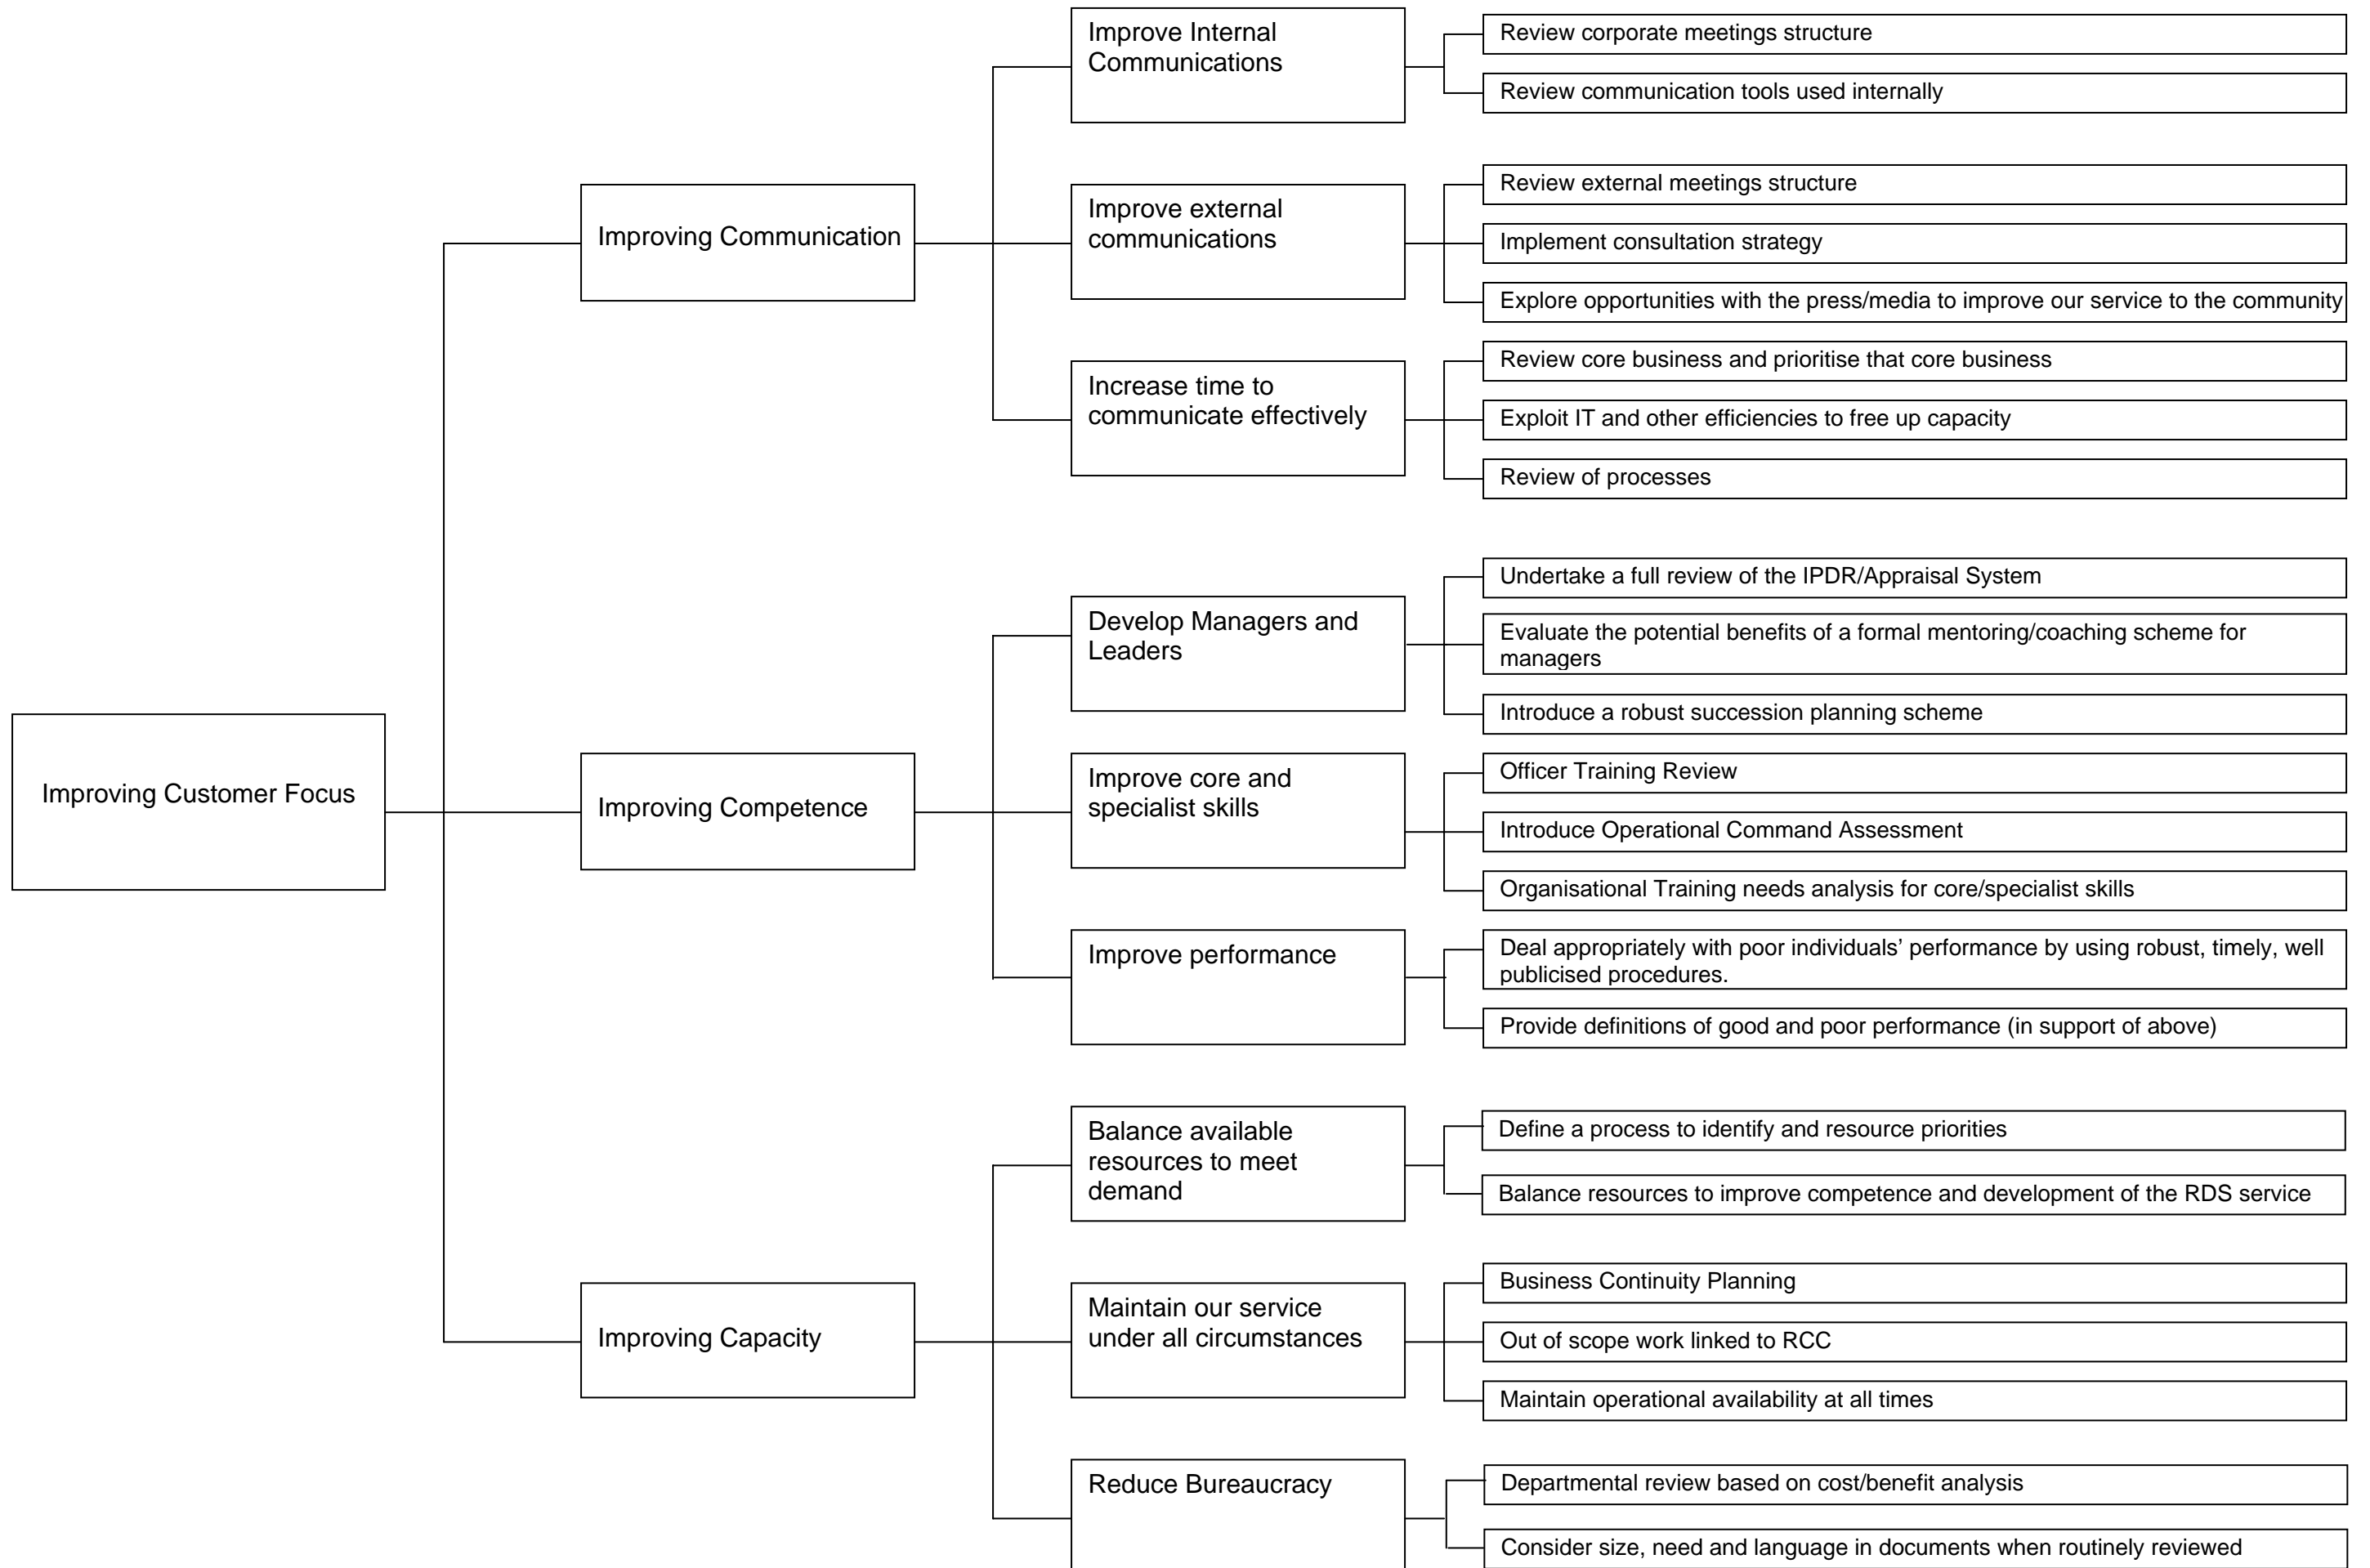 Improving Customer Focus
Improving Communication
Improve Internal
Communications
Review corporate meetings structure
Review communication tools used internally
Improve external
communications
Review external meetings structure
Implement consultation strategy
Explore opportunities with the press/media to improve our service to the community
Increase time to
communicate effectively
Review core business and prioritise that core business
Exploit IT and other efficiencies to free up capacity
Review of processes
Improving Competence
Develop Managers and
Leaders
Undertake a full review of the IPDR/Appraisal System
Evaluate the potential benefits of a formal mentoring/coaching scheme for
managers
Introduce a robust succession planning scheme
Improve core and
specialist skills
Officer Training Review
Introduce Operational Command Assessment
Organisational Training needs analysis for core/specialist skills
Improve performance
Deal appropriately with poor individuals’ performance by using robust, timely, well
publicised procedures.
Provide definitions of good and poor performance (in support of above)
Improving Capacity
Balance available
resources to meet
demand
Define a process to identify and resource priorities
Balance resources to improve competence and development of the RDS service
Maintain our service
under all circumstances
Business Continuity Planning
Out of scope work linked to RCC
Maintain operational availability at all times
Reduce Bureaucracy
Departmental review based on cost/benefit analysis
Consider size, need and language in documents when routinely reviewed